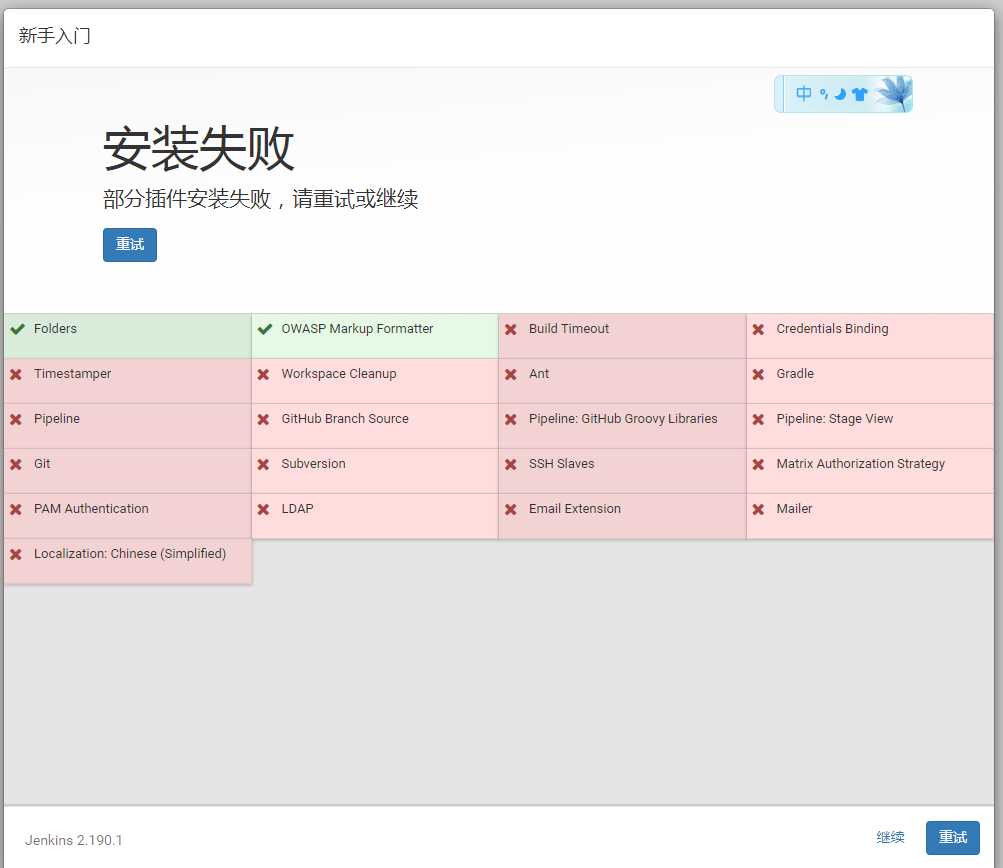 新手入门
中
安装失败
部分插件安装失败，请重试或继续
重试
Folders
OWASP Markup Formatter
Build Timeout
Credentials Binding
Timestamper
Workspace Cleanup
Ant
Gradle
Pipeline
GitHub Branch Source
Pipeline: GitHub Groovy Libraries
Pipeline: Stage View
Git
Subversion
SSH Slaves
Matrix Authorization Strategy
PAM Authentication
LDAP
Email Extension
Mailer
Localization: Chinese (Simplified)
Jenkins 2.190.1
继续
重试